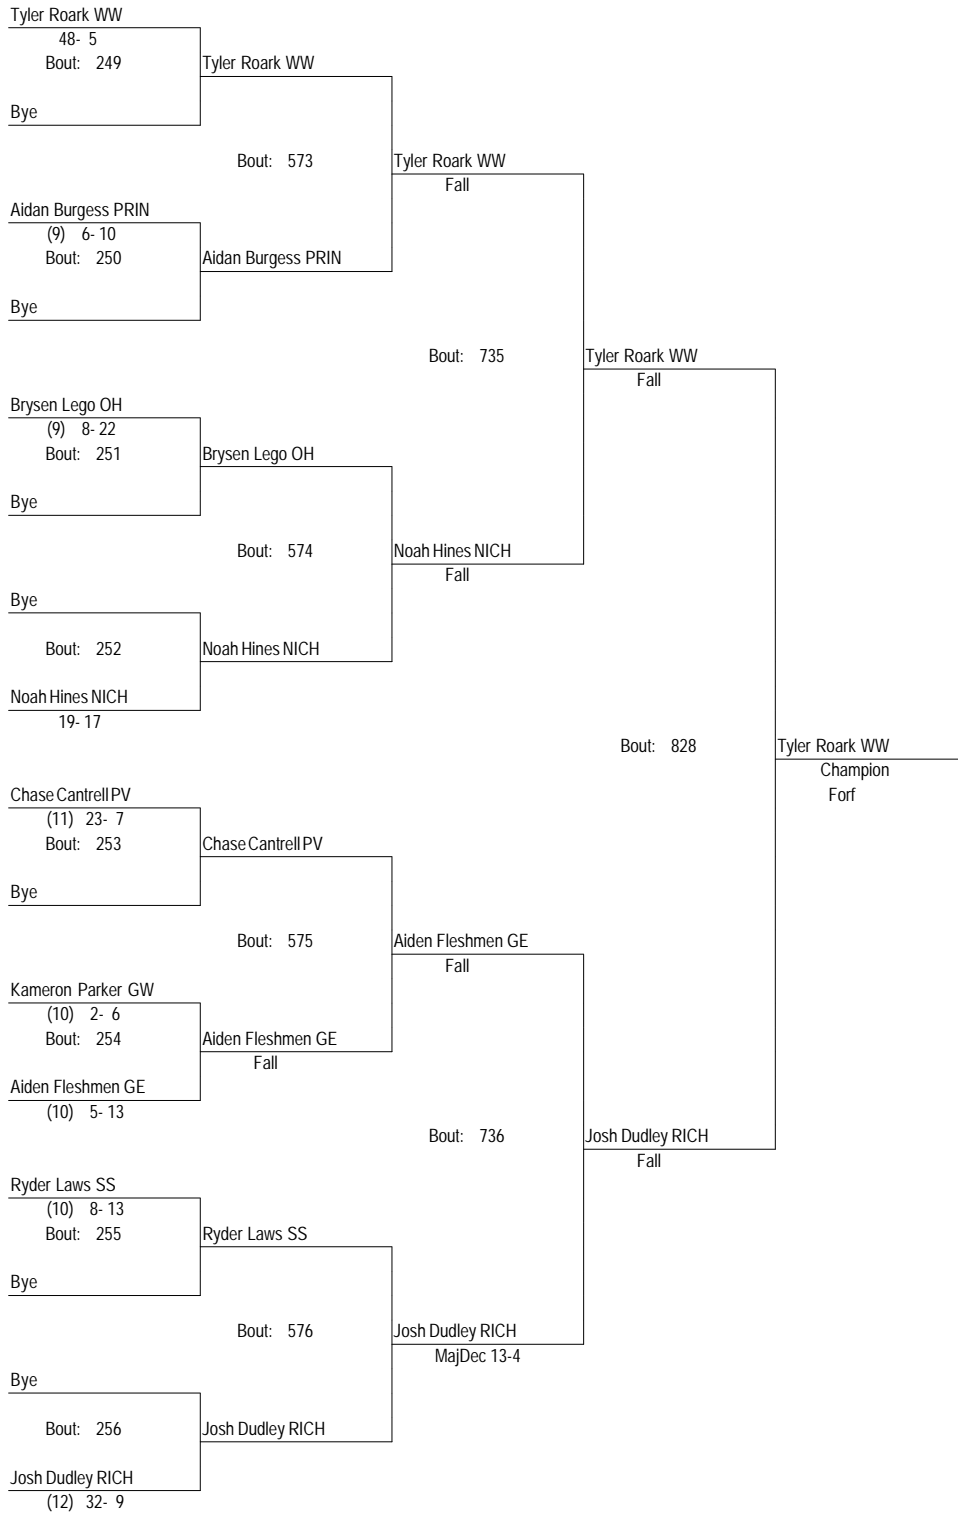 Tyler Roark WW
48- 5
Bout: 249
Tyler Roark WW
Bye
Bout: 573
Tyler Roark WW
Fall
Aidan Burgess PRIN
(9) 6- 10
Bout: 250
Aidan Burgess PRIN
Bye
Bout: 735
Tyler Roark WW
Fall
Brysen Lego OH
(9) 8- 22
Bout: 251
Brysen Lego OH
Bye
Bout: 574
Noah Hines NICH
Fall
Bye
Bout: 252
Noah Hines NICH
Noah Hines NICH
19- 17
Bout: 828
Tyler Roark WW
Champion
Forf
Chase Cantrell PV
(11) 23- 7
Bout: 253
Chase Cantrell PV
Bye
Bout: 575
Aiden Fleshmen GE
Fall
Kameron Parker GW
(10) 2- 6
Bout: 254
Aiden Fleshmen GE
Fall
Aiden Fleshmen GE
(10) 5- 13
Bout: 736
Josh Dudley RICH
Fall
Ryder Laws SS
(10) 8- 13
Bout: 255
Ryder Laws SS
Bye
Bout: 576
Josh Dudley RICH
MajDec 13-4
Bye
Bout: 256
Josh Dudley RICH
Josh Dudley RICH
(12) 32- 9